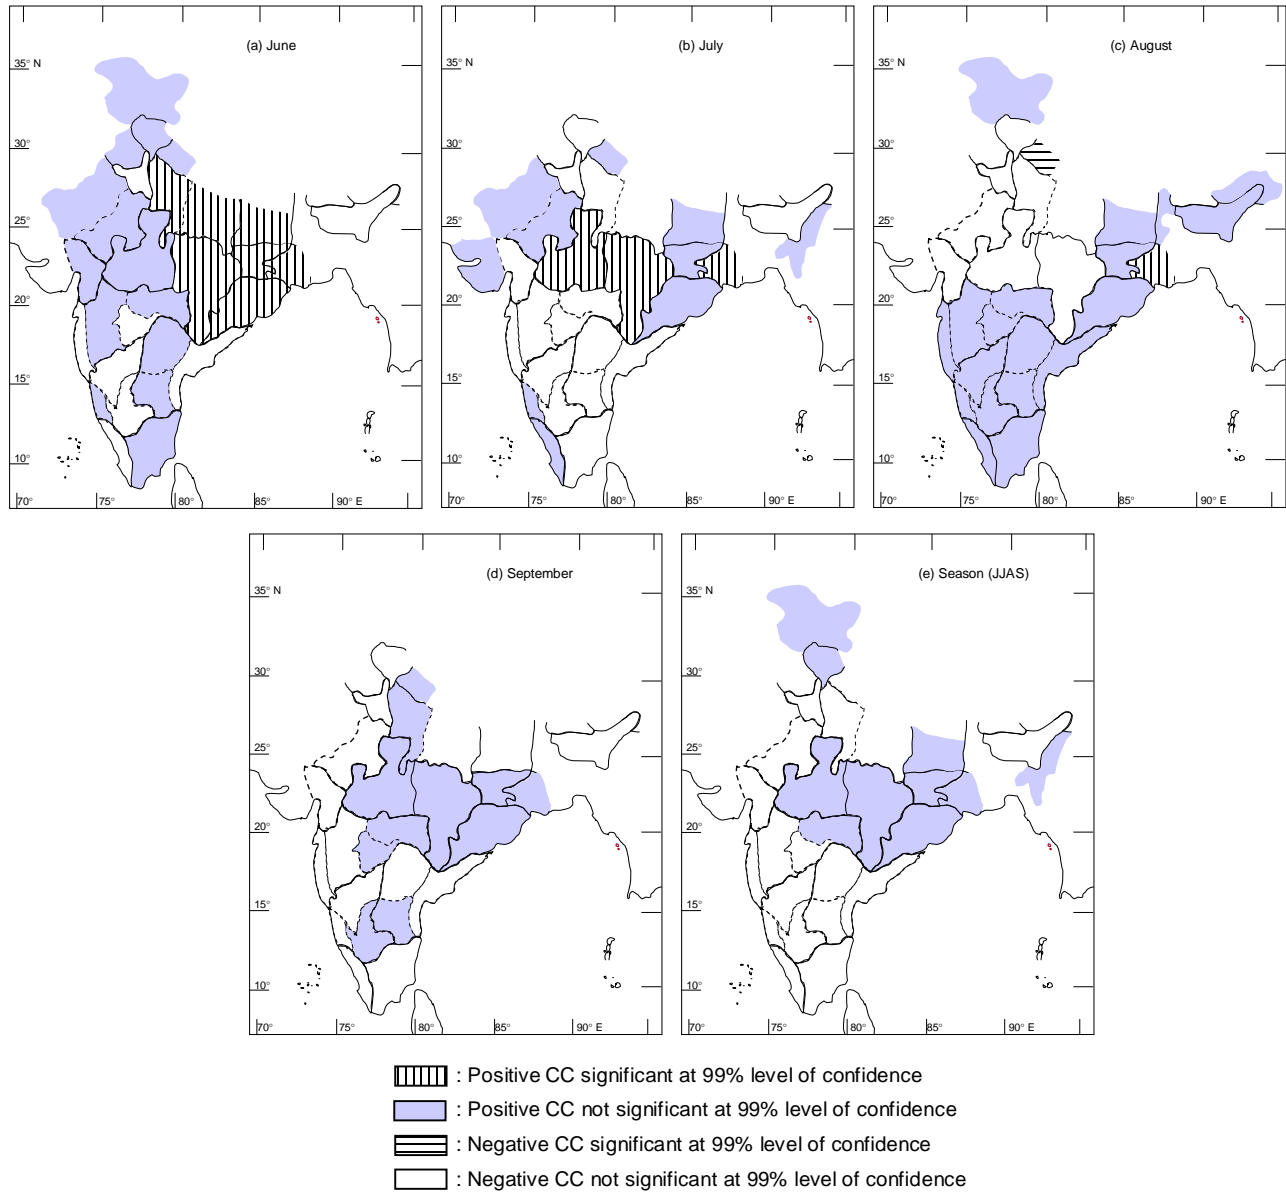 (a) June
35° N
30°
25°
20°
15°
10°
70°
75°
80°
85°
90° E
(b) July
35° N
30°
25°
20°
15°
10°
70°
75°
80°
85°
90° E
(c) August
35° N
30°
25°
20°
15°
10°
70°
75°
80°
85°
90° E
(d) September
35° N
30°
25°
20°
15°
10°
70°
75°
80°
85°
90° E
(e) Season (JJAS)
35° N
30°
25°
20°
15°
10°
70°
75°
80°
85°
90° E
: Positive CC significant at 99% level of confidence
: Positive CC not significant at 99% level of confidence
: Negative CC significant at 99% level of confidence
: Negative CC not significant at 99% level of confidence